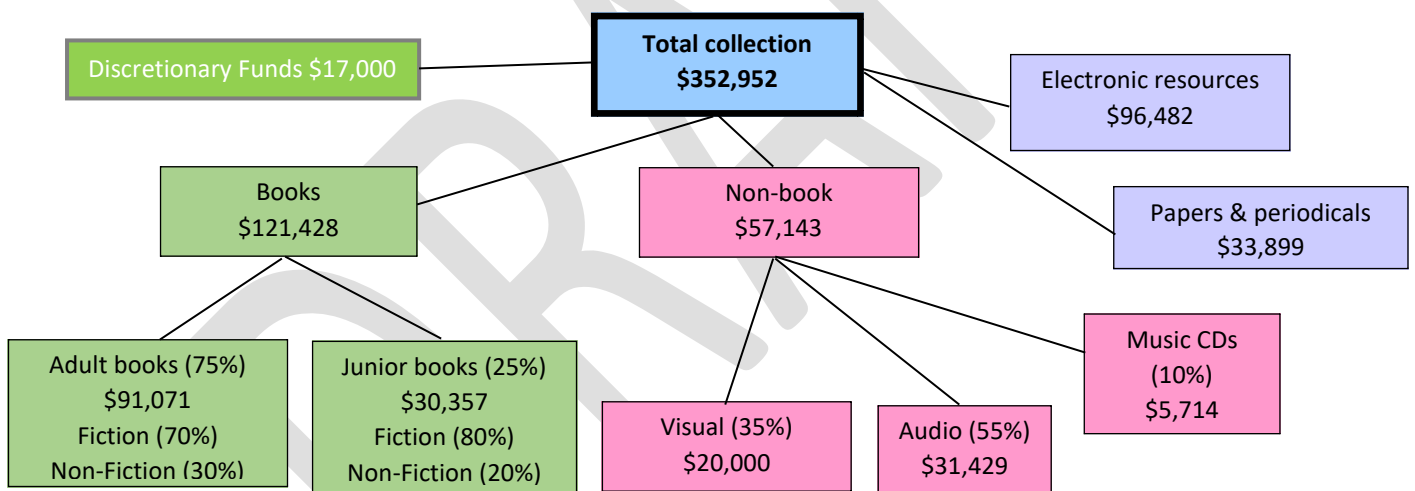 Total collection
$352,952
Discretionary Funds $17,000
Electronic resources
$96,482
Books
$121,428
Non-book
$57,143
Papers & periodicals
$33,899
Adult books (75%)
$91,071
Fiction (70%)
Non-Fiction (30%)
Junior books (25%)
$30,357
Fiction (80%)
Non-Fiction (20%)
Visual (35%)
$20,000
Audio (55%)
$31,429
Music CDs
(10%)
$5,714